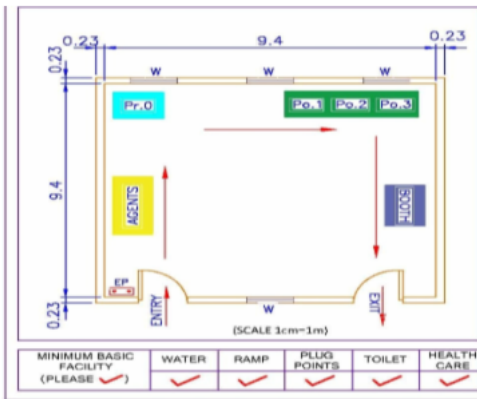 0.23 9.4 0.23
0.23
W W W
Pr.0 Po.1 Po.2 Po.3
9.4
AGENTS
BOOTH
EP
0.23
ENTRY
W
EXIT
(SCALE 1cm=1m)
MINIMUM BASIC
FACILITY
(PLEASE ✓)
WATER
RAMP
PLUG
POINTS
TOILET
HEALTH
CARE
✓ ✓ ✓ ✓ ✓